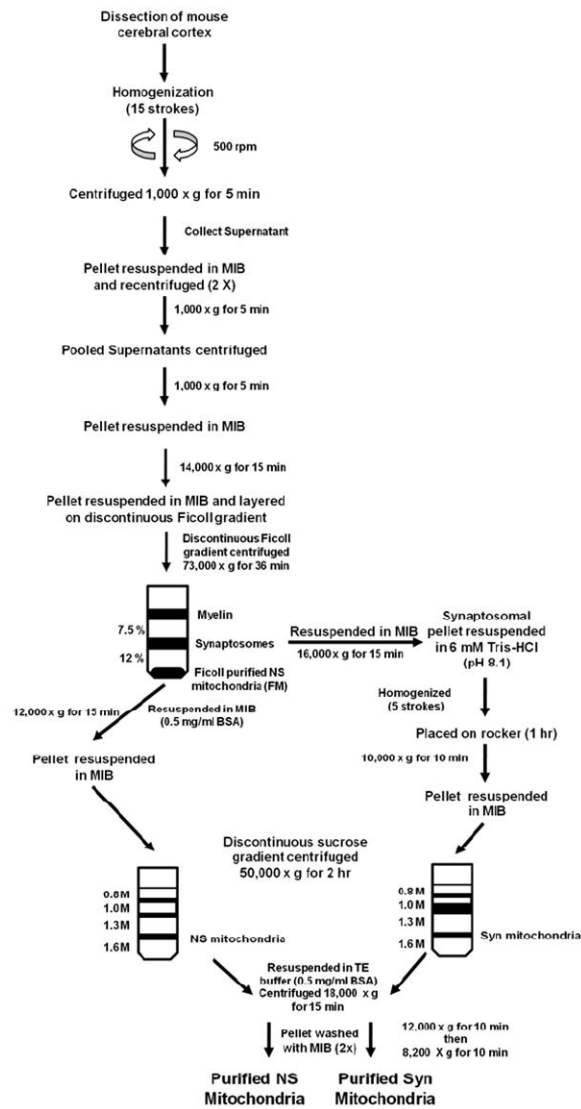 Dissection of mouse
cerebral cortex
Homogenization
(15 strokes)
500 rpm
Centrifuged 1,000 x g for 5 min
Collect Supernatant
Pellet resuspended in MIB
and recentrifuged (2 X)
1,000 x g for 5 min
Pooled Supernatants centrifuged
1,000 x g for 5 min
Pellet resuspended in MIB
14,000 x g for 15 min
Pellet resuspended in MIB and layered
on discontinuous Ficoll gradient
Discontinuous Ficoll
gradient centrifuged
73,000 x g for 36 min
Myelin
7.5 %
Synaptosomes
12 %
Ficoll purified NS
mitochondria (FM)
Resuspended in MIB
16,000 x g for 15 min
Synaptosomal
pellet resuspended
in 6 mM Tris-HCl
(pH 8.1)
Homogenized
(5 strokes)
Placed on rocker (1 hr)
10,000 x g for 10 min
Pellet resuspended
in MIB
12,000 x g for 15 min
Resuspended in MIB
(0.5 mg/ml BSA)
Pellet resuspended
in MIB
Discontinuous sucrose
gradient centrifuged
50,000 x g for 2 hr
0.8M
1.0M
1.3M
1.6M
NS mitochondria
0.8M
1.0M
1.3M
1.6M
Syn mitochondria
Resuspended in TE
buffer (0.5 mg/ml BSA)
Centrifuged 18,000 x g
for 15 min
Pellet washed
with MIB (2x)
12,000 x g for 10 min
then
8,200 X g for 10 min
Purified NS
Mitochondria
Purified Syn
Mitochondria